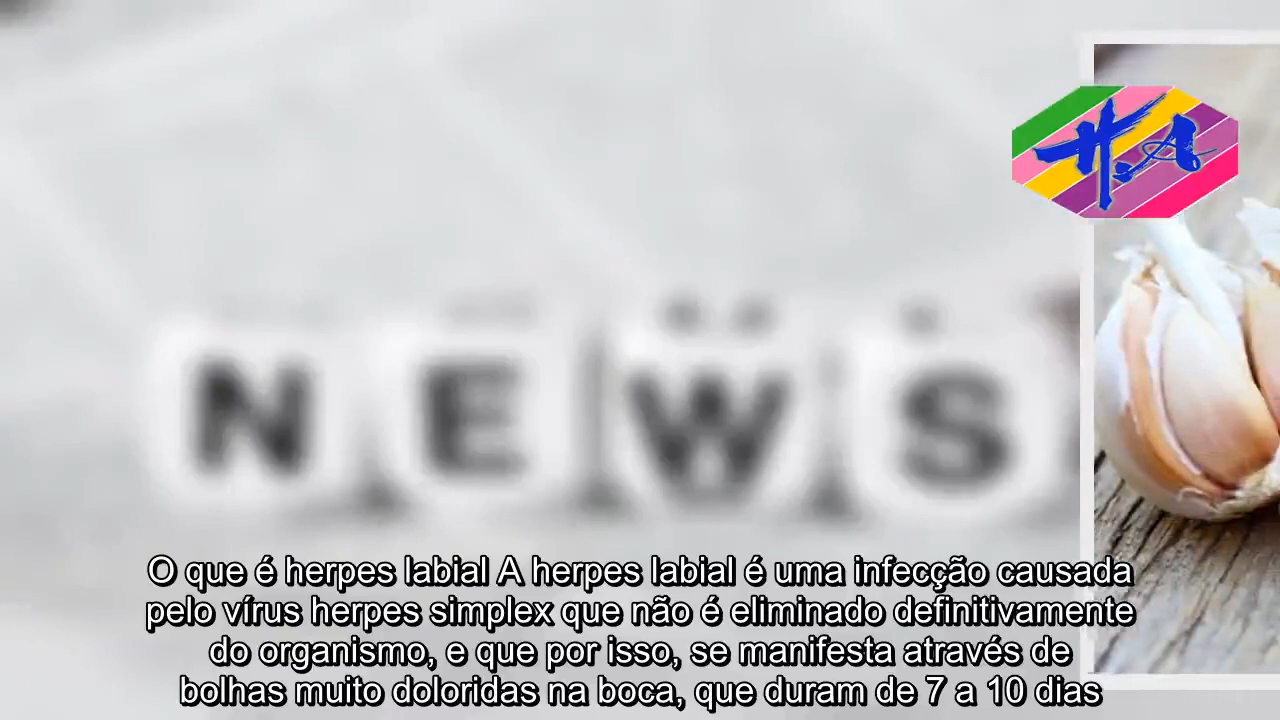 H.A
NEWS
O que é herpes labial A herpes labial é uma infecção causada
pelo vírus herpes simplex que não é eliminado definitivamente
do organismo, e que por isso, se manifesta através de
bolhas muito doloridas na boca, que duram de 7 a 10 dias